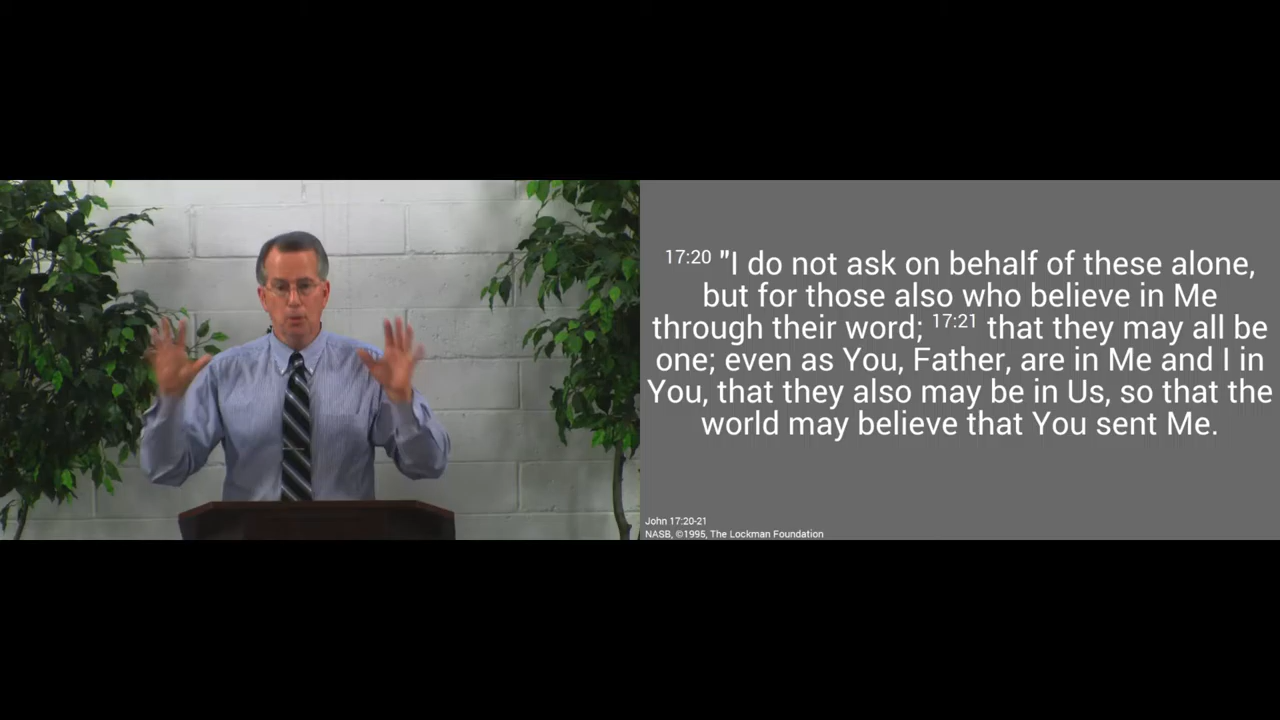 17:20 "I do not ask on behalf of these alone,
but for those also who believe in Me
through their word; 17:21 that they may all be
one; even as You, Father, are in Me and I in
You, that they also may be in Us, so that the
world may believe that You sent Me.
John 17:20-21
NASB, ©1995, The Lockman Foundation